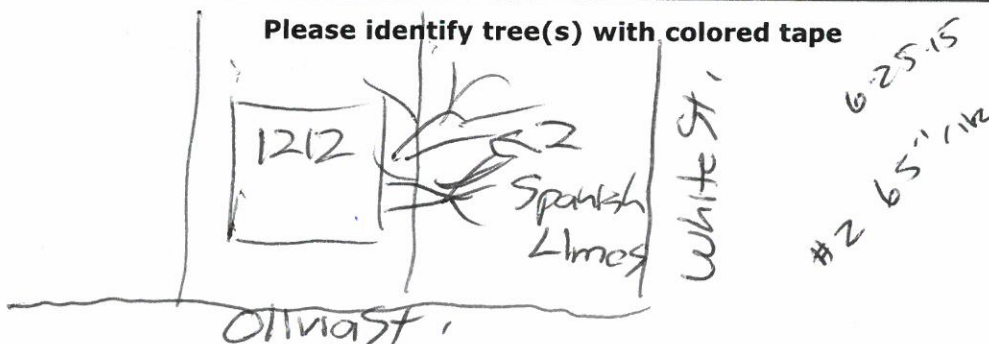 Please identify tree(s) with colored tape
6-25-15
1212
2
Spanish
Limes
White St.
#2 65"
Olivia St.